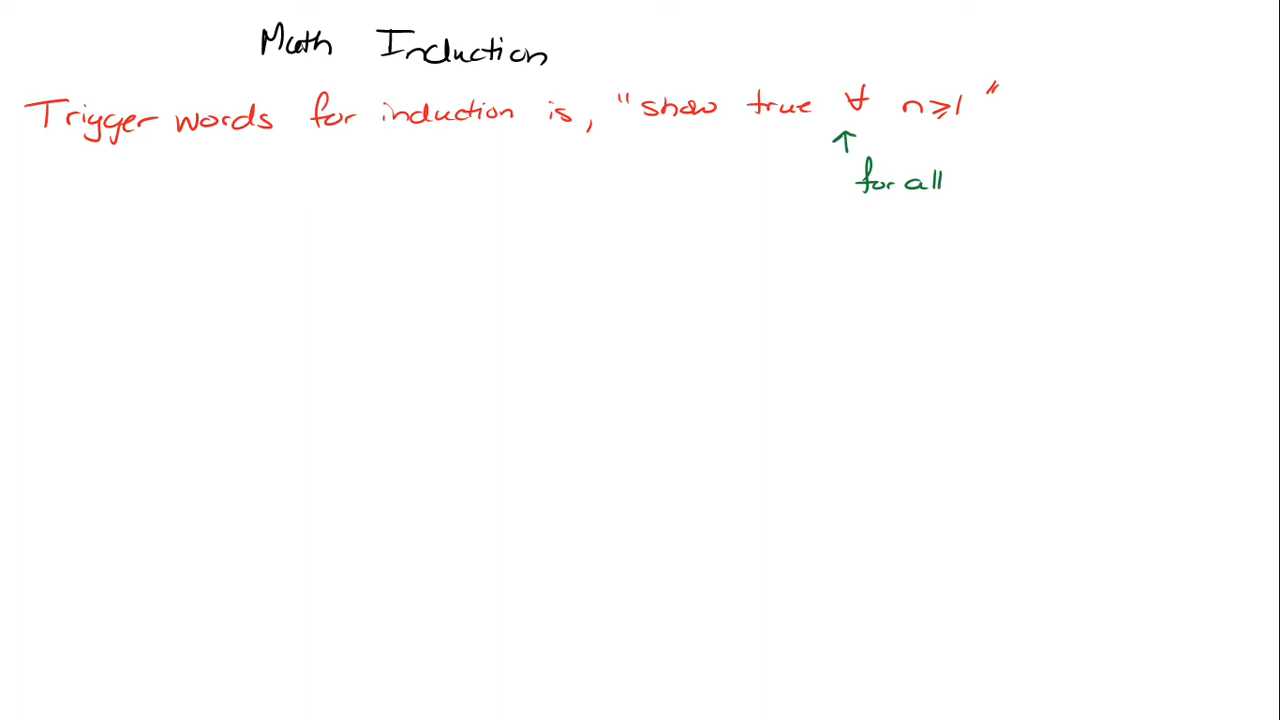 Math Induction
Trigger words for induction is, "show true ∀ n≥1"
↑
for all